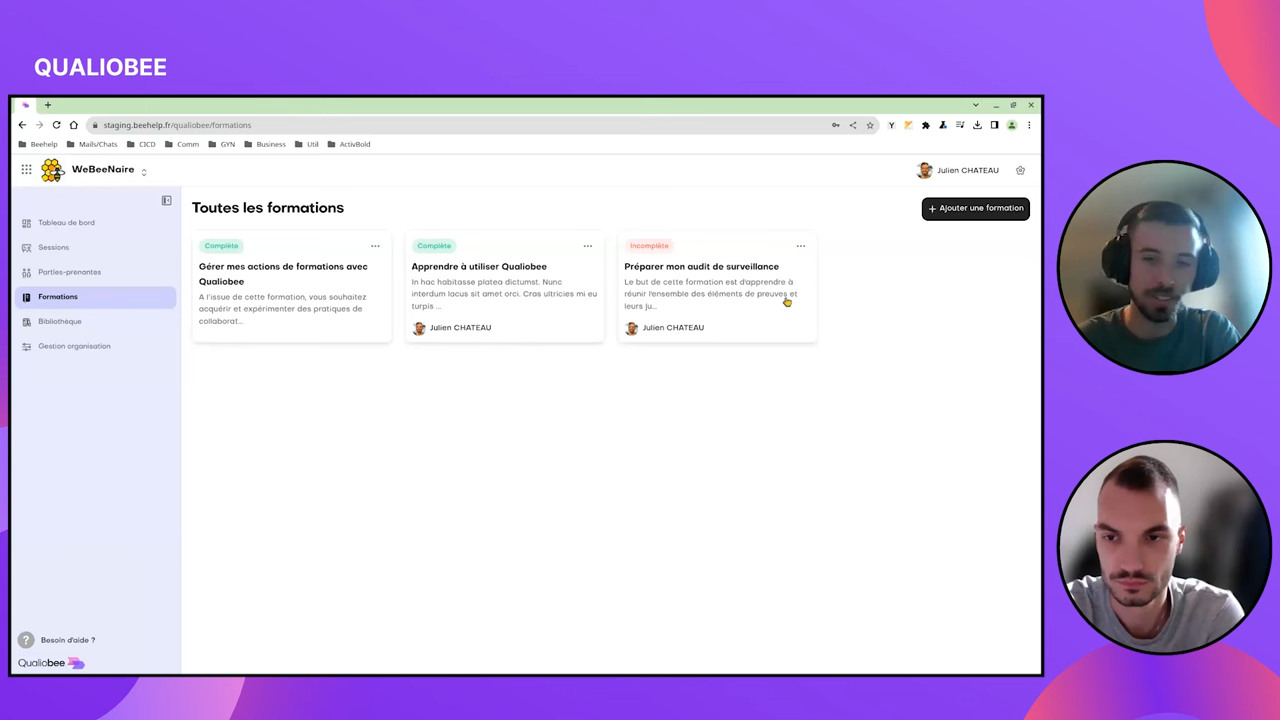 QUALIOBEE
staging.beehelp.fr/qualiobee/formations
Beehelp Mails/Chats CICD Comm GYN Business Util ActivBold
WeBeeNaire
Julien CHATEAU
Tableau de bord
Sessions
Parties-prenantes
Formations
Bibliothèque
Gestion organisation
Besoin d'aide ?
Qualiobee
Toutes les formations
+ Ajouter une formation
Complète
Gérer mes actions de formations avec
Qualiobee
A l'issue de cette formation, vous souhaitez
acquérir et expérimenter des pratiques de
collaborat...
Complète
Apprendre à utiliser Qualiobee
In hac habitasse platea dictumst. Nunc
interdum lacus sit amet orci. Cras ultricies mi eu
turpis ...
Julien CHATEAU
Incomplète
Préparer mon audit de surveillance
Le but de cette formation est d'apprendre à
réunir l'ensemble des éléments de preuves et
leurs ju...
Julien CHATEAU